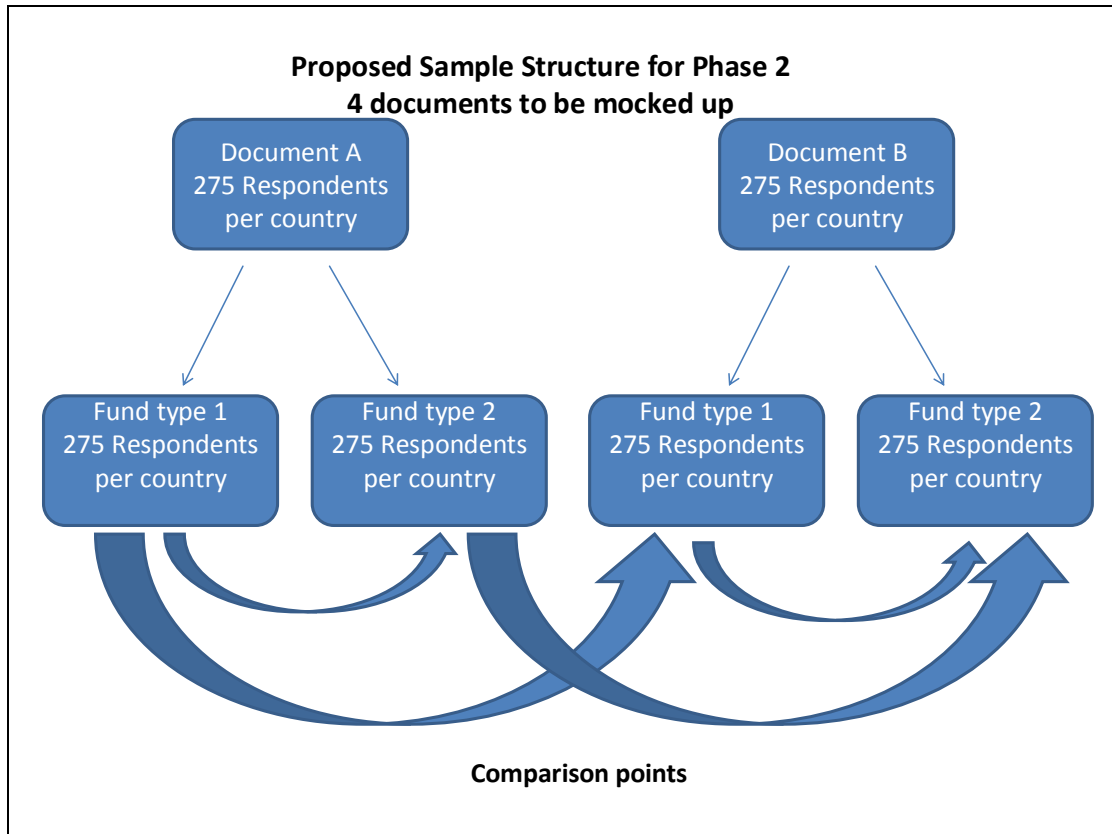 Proposed Sample Structure for Phase 2
4 documents to be mocked up
Document A
275 Respondents
per country
Document B
275 Respondents
per country
Fund type 1
275 Respondents
per country
Fund type 2
275 Respondents
per country
Fund type 1
275 Respondents
per country
Fund type 2
275 Respondents
per country
Comparison points